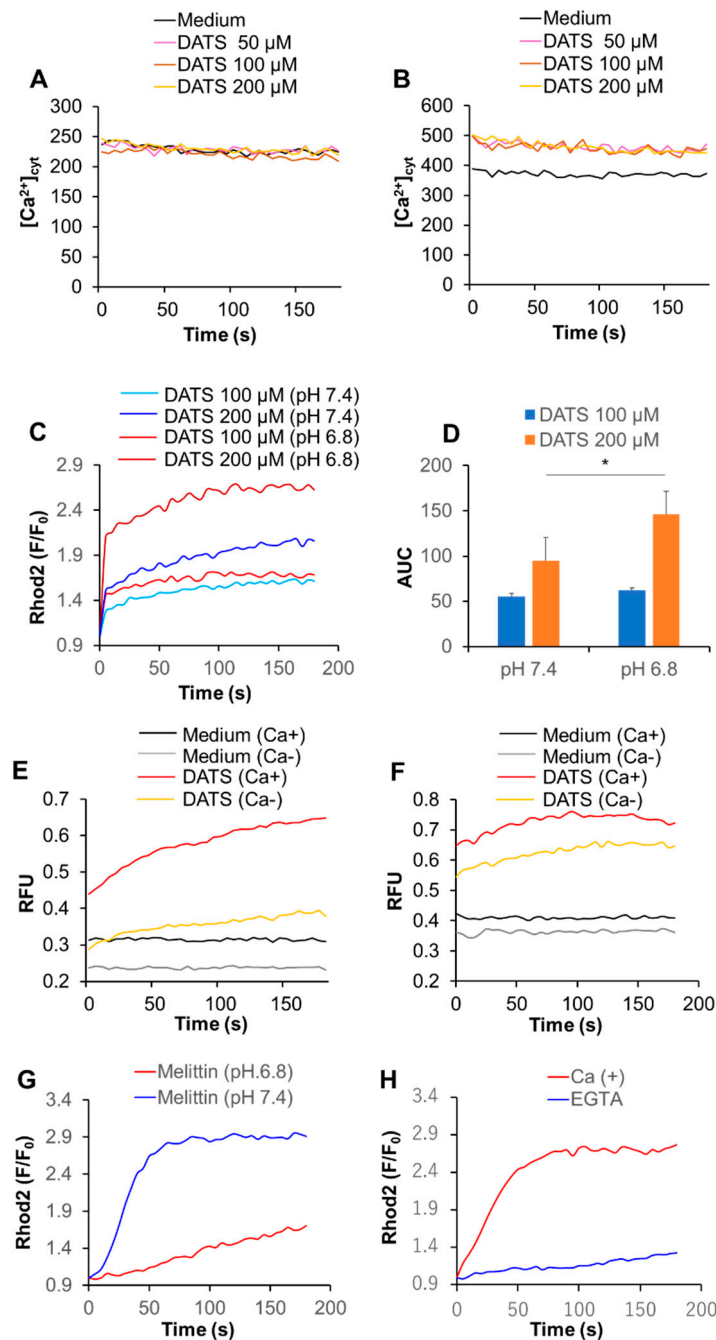 Medium
DATS 50 µM
DATS 100 µM
DATS 200 µM
A
300
250
200
150
100
50
0
[Ca²⁺]cyt
0 50 100 150
Time (s)
Medium
DATS 50 µM
DATS 100 µM
DATS 200 µM
B
600
500
400
300
200
100
0
[Ca²⁺]cyt
0 50 100 150
Time (s)
C
DATS 100 µM (pH 7.4)
DATS 200 µM (pH 7.4)
DATS 100 µM (pH 6.8)
DATS 200 µM (pH 6.8)
2.9
2.4
1.9
1.4
0.9
Rhod2 (F/F₀)
0 50 100 150 200
Time (s)
D
DATS 100 µM
DATS 200 µM
*
200
150
100
50
0
AUC
pH 7.4 pH 6.8
E
Medium (Ca+)
Medium (Ca-)
DATS (Ca+)
DATS (Ca-)
0.7
0.6
0.5
0.4
0.3
0.2
RFU
0 50 100 150
Time (s)
F
Medium (Ca+)
Medium (Ca-)
DATS (Ca+)
DATS (Ca-)
0.8
0.7
0.6
0.5
0.4
0.3
0.2
RFU
0 50 100 150 200
Time (s)
G
Melittin (pH.6.8)
Melittin (pH 7.4)
3.4
2.9
2.4
1.9
1.4
0.9
Rhod2 (F/F₀)
0 50 100 150 200
Time (s)
H
Ca (+)
EGTA
3.4
2.9
2.4
1.9
1.4
0.9
Rhod2 (F/F₀)
0 50 100 150 200
Time (s)